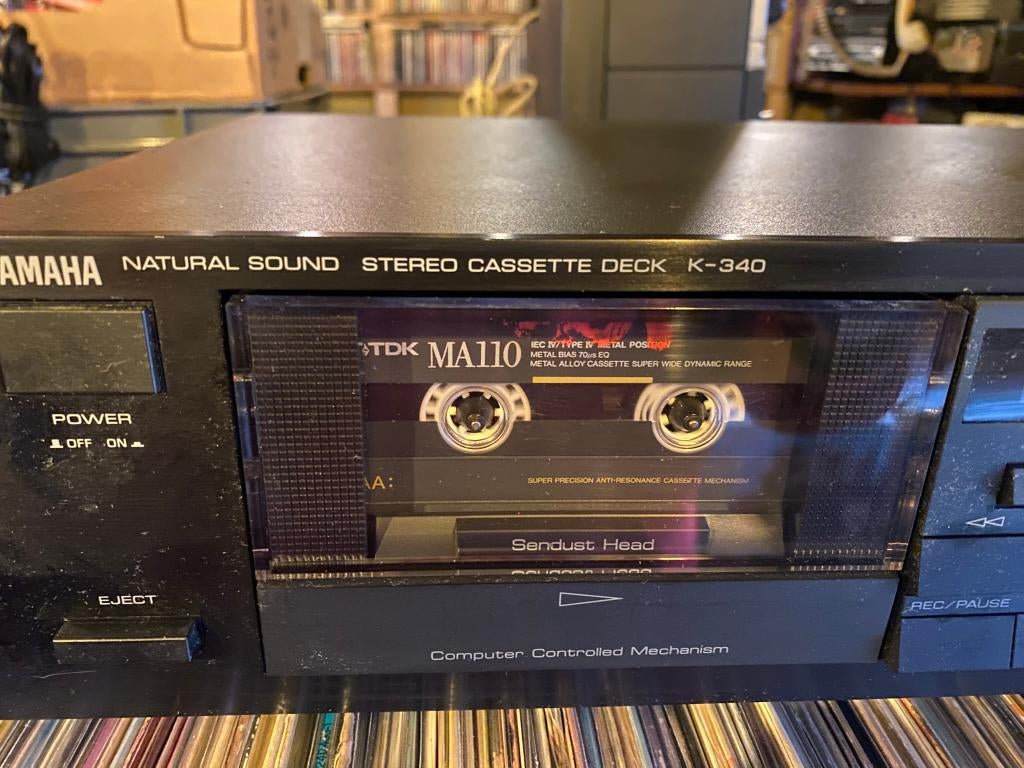 YAMAHA NATURAL SOUND STEREO CASSETTE DECK K-340
TDK MA110
IEC IV/TYPE IV METAL POSITION
METAL BIAS 70µs EQ
METAL ALLOY CASSETTE SUPER WIDE DYNAMIC RANGE
POWER
OFF ON
A:
SUPER PRECISION ANTI-RESONANCE CASSETTE MECHANISM
Sendust Head
EJECT
REC/PAUSE
Computer Controlled Mechanism